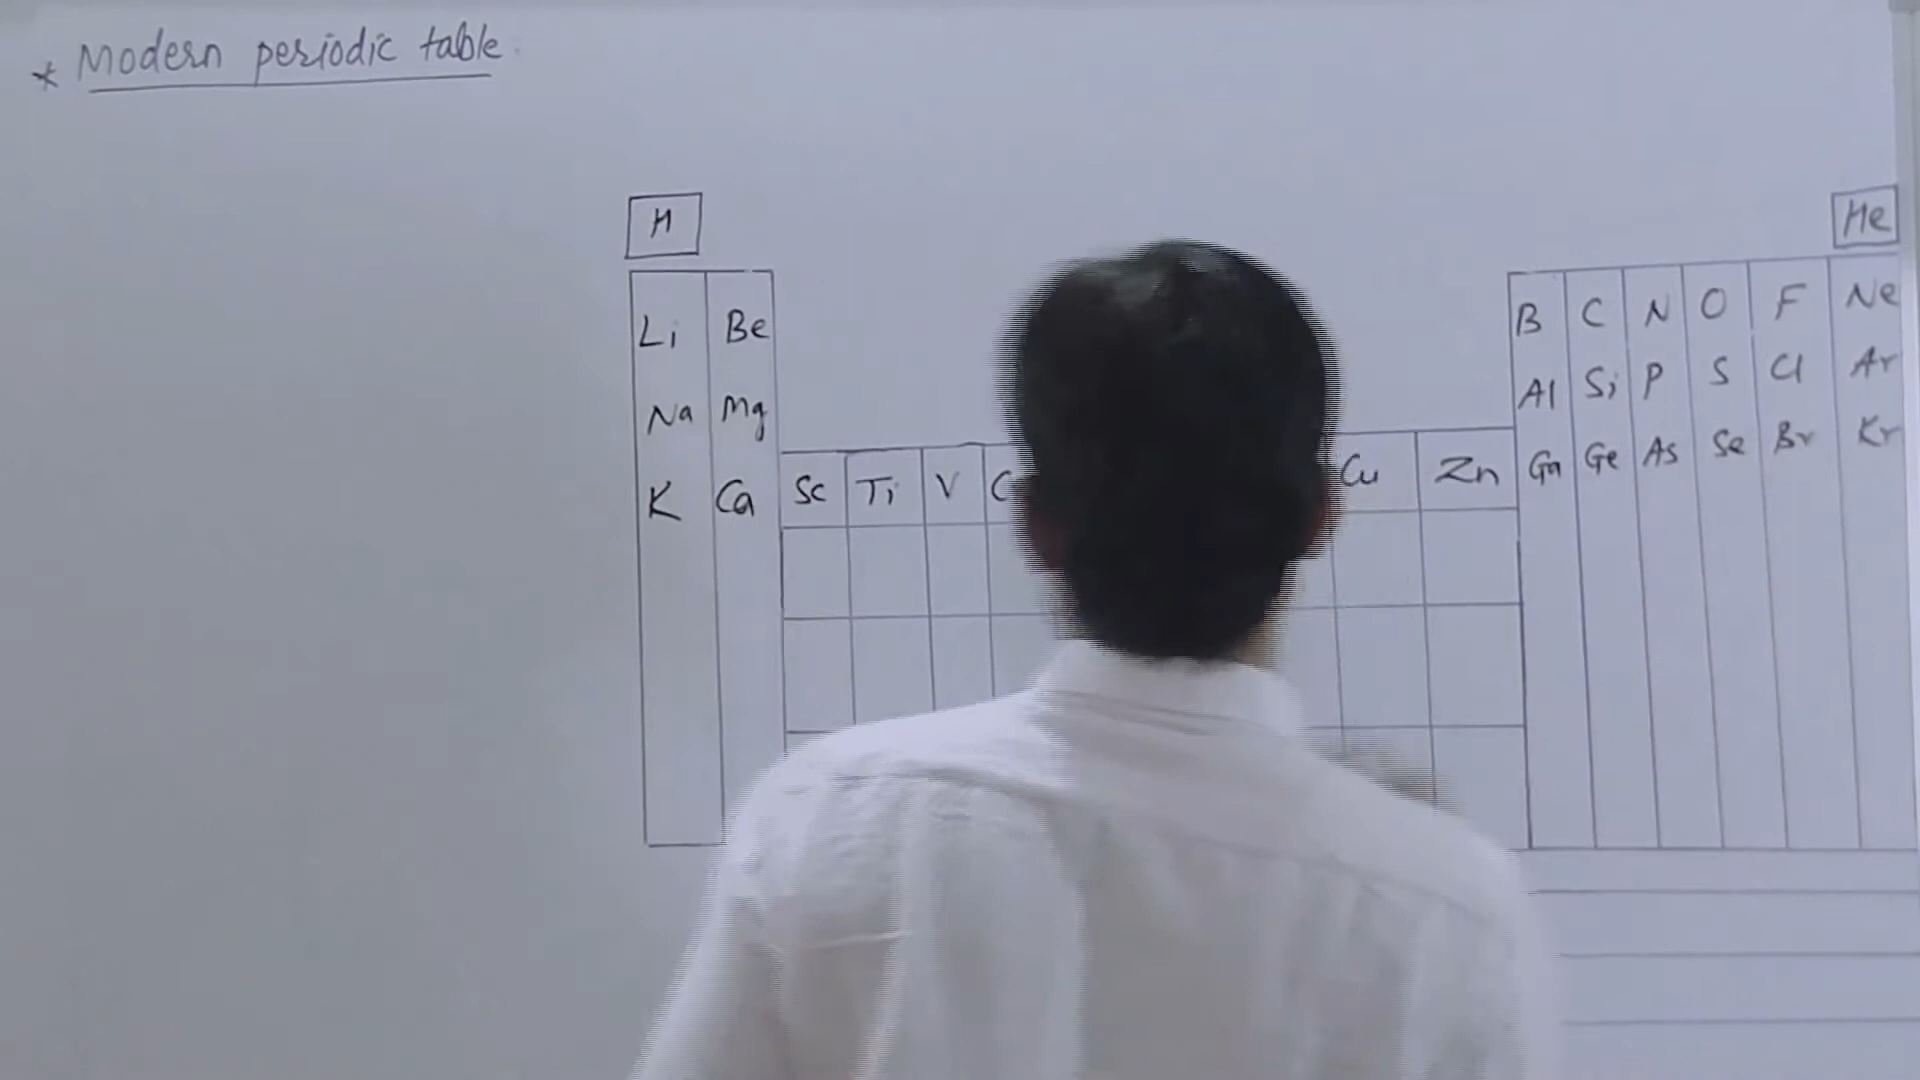 * Modern periodic table
H He
Li Be B C N O F Ne
Na Mg Al Si P S Cl Ar
K Ca Sc Ti V Cu Zn Ga Ge As Se Br Kr